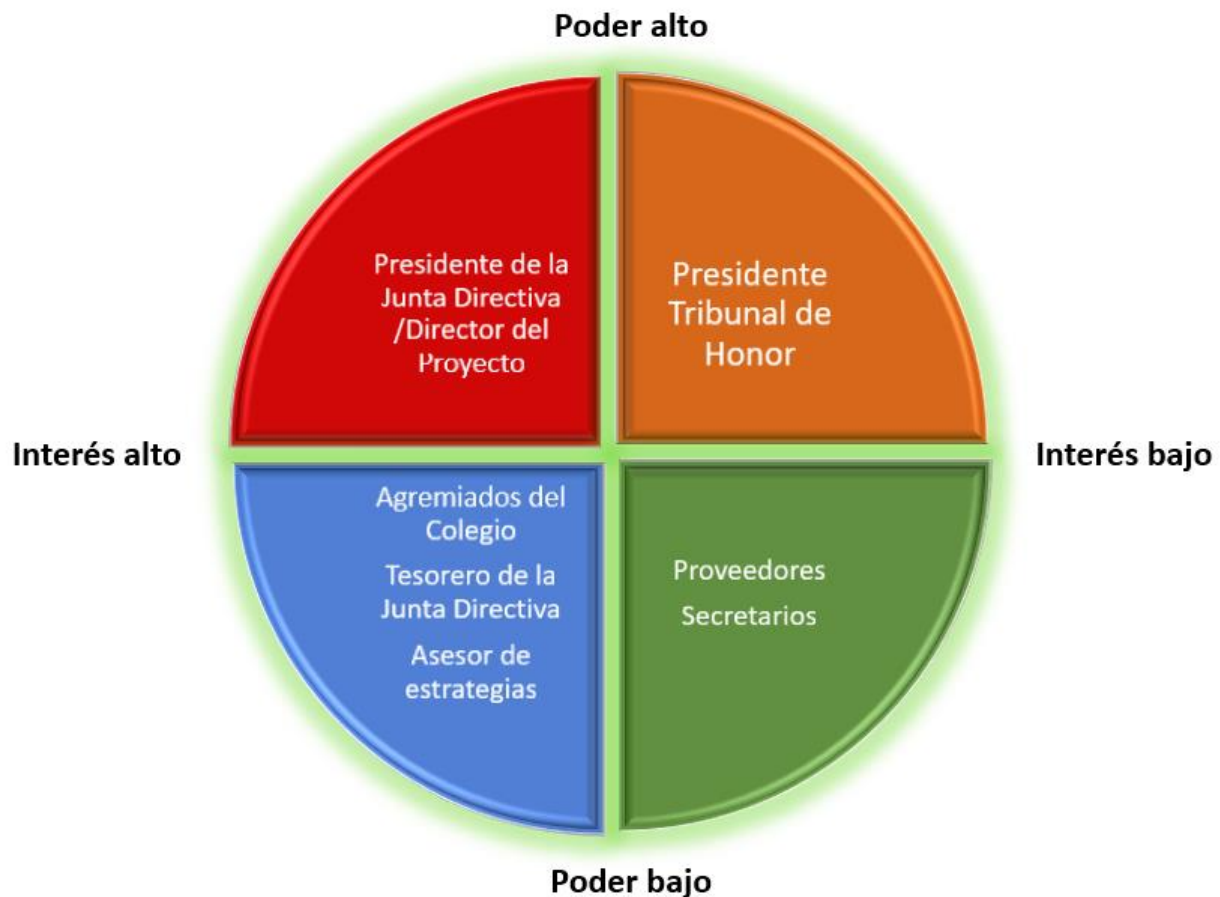 Poder alto
Presidente de la
Junta Directiva
/Director del
Proyecto
Presidente
Tribunal de
Honor
Interés alto
Interés bajo
Agremiados del
Colegio
Tesorero de la
Junta Directiva
Asesor de
estrategias
Proveedores
Secretarios
Poder bajo